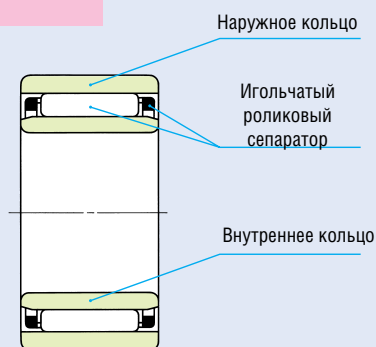 Наружное кольцо
Игольчатый
роликовый
сепаратор
Внутреннее кольцо